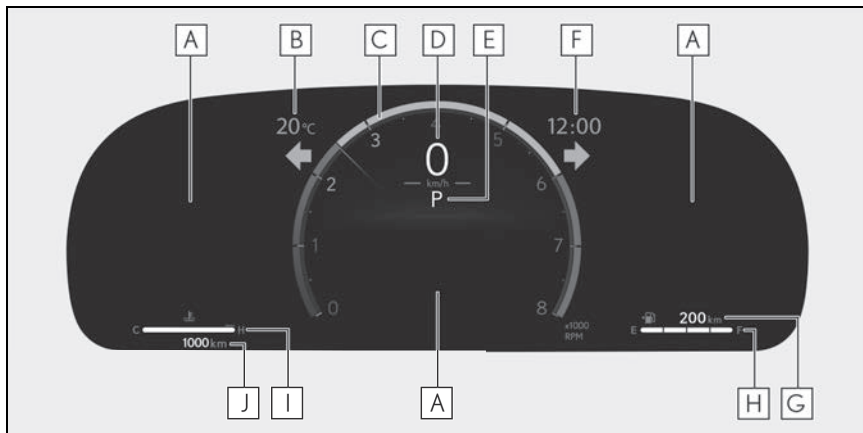 A B C D E F A
20°C 12:00
3 4 5
0
km/h
2 P 6
1 7
0 8
x1000
RPM
C H
1000 km
200 km
E F
J I A H G